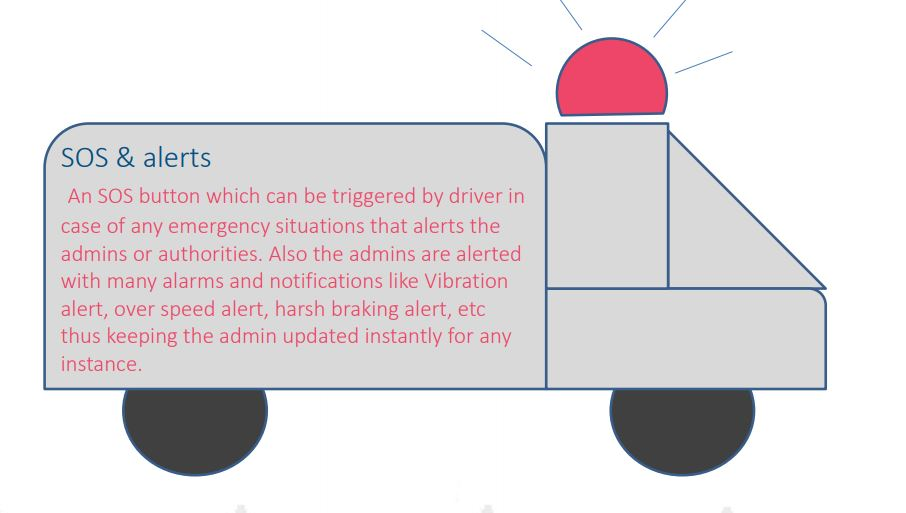 SOS & alerts
An SOS button which can be triggered by driver in
case of any emergency situations that alerts the
admins or authorities. Also the admins are alerted
with many alarms and notifications like Vibration
alert, over speed alert, harsh braking alert, etc
thus keeping the admin updated instantly for any
instance.